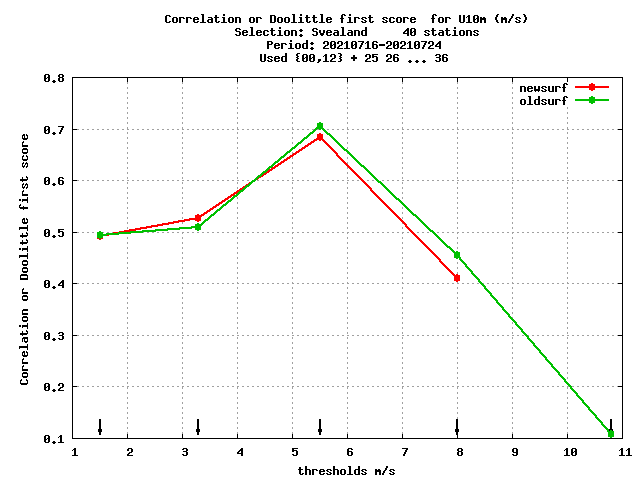 Correlation or Doolittle first score  for U10m (m/s)
Selection: Svealand     40 stations
Period: 20210716-20210724
Used {00,12} + 25 26 ... 36
newsurf
oldsurf
Correlation or Doolittle first score
0.8
0.7
0.6
0.5
0.4
0.3
0.2
0.1
1 2 3 4 5 6 7 8 9 10 11
thresholds m/s